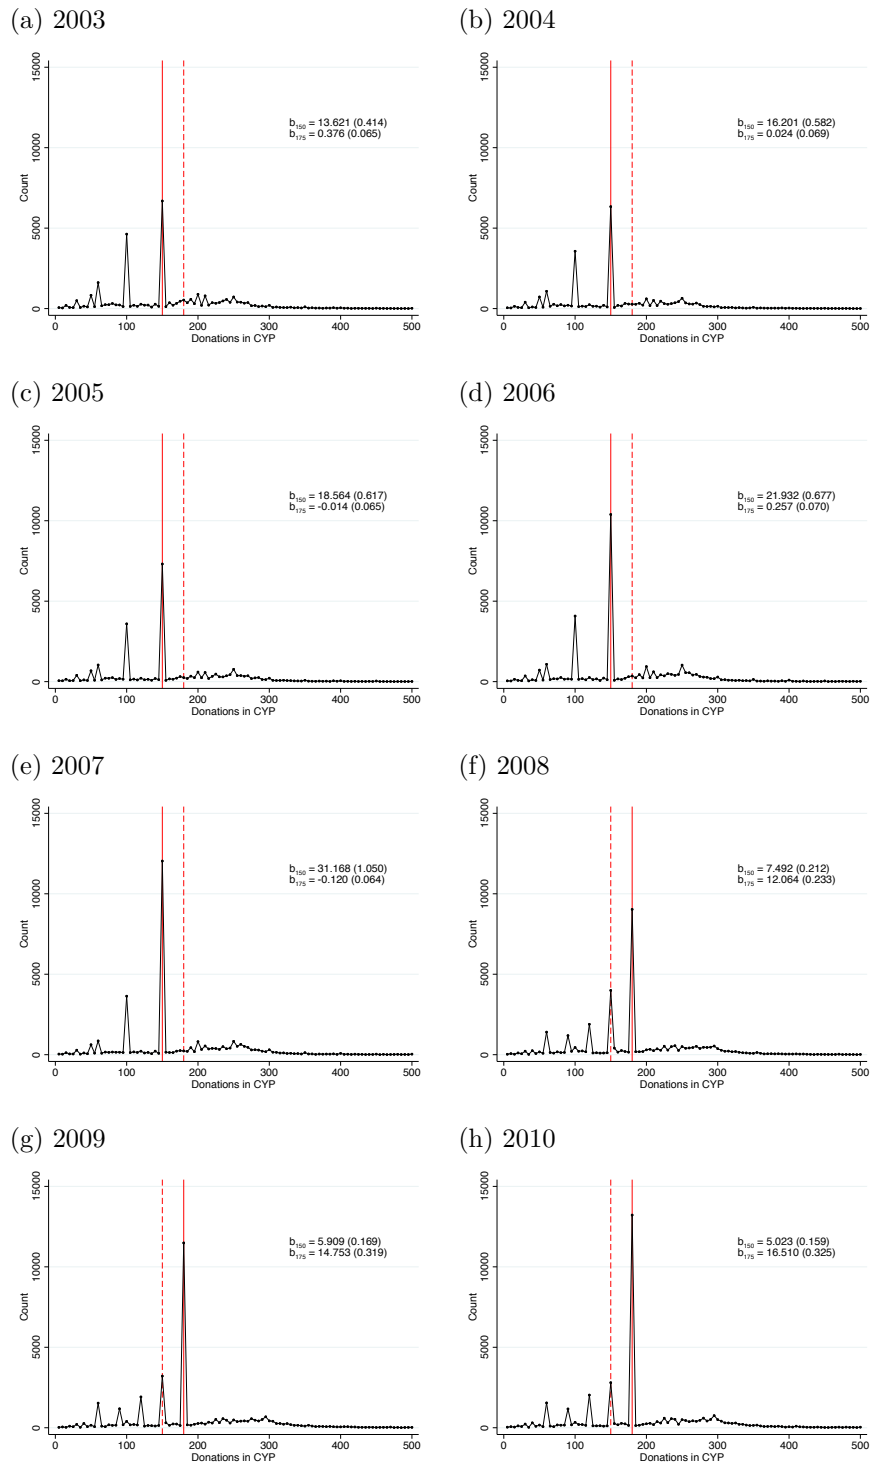 (a) 2003
15000
10000
5000
0
Count
b150 = 13.621 (0.414)
b175 = 0.376 (0.065)
0 100 200 300 400 500
Donations in CYP
(b) 2004
15000
10000
5000
0
Count
b150 = 16.201 (0.582)
b175 = 0.024 (0.069)
0 100 200 300 400 500
Donations in CYP
(c) 2005
15000
10000
5000
0
Count
b150 = 18.564 (0.617)
b175 = -0.014 (0.065)
0 100 200 300 400 500
Donations in CYP
(d) 2006
15000
10000
5000
0
Count
b150 = 21.932 (0.677)
b175 = 0.257 (0.070)
0 100 200 300 400 500
Donations in CYP
(e) 2007
15000
10000
5000
0
Count
b150 = 31.168 (1.050)
b175 = -0.120 (0.064)
0 100 200 300 400 500
Donations in CYP
(f) 2008
15000
10000
5000
0
Count
b150 = 7.492 (0.212)
b175 = 12.064 (0.233)
0 100 200 300 400 500
Donations in CYP
(g) 2009
15000
10000
5000
0
Count
b150 = 5.909 (0.169)
b175 = 14.753 (0.319)
0 100 200 300 400 500
Donations in CYP
(h) 2010
15000
10000
5000
0
Count
b150 = 5.023 (0.159)
b175 = 16.510 (0.325)
0 100 200 300 400 500
Donations in CYP